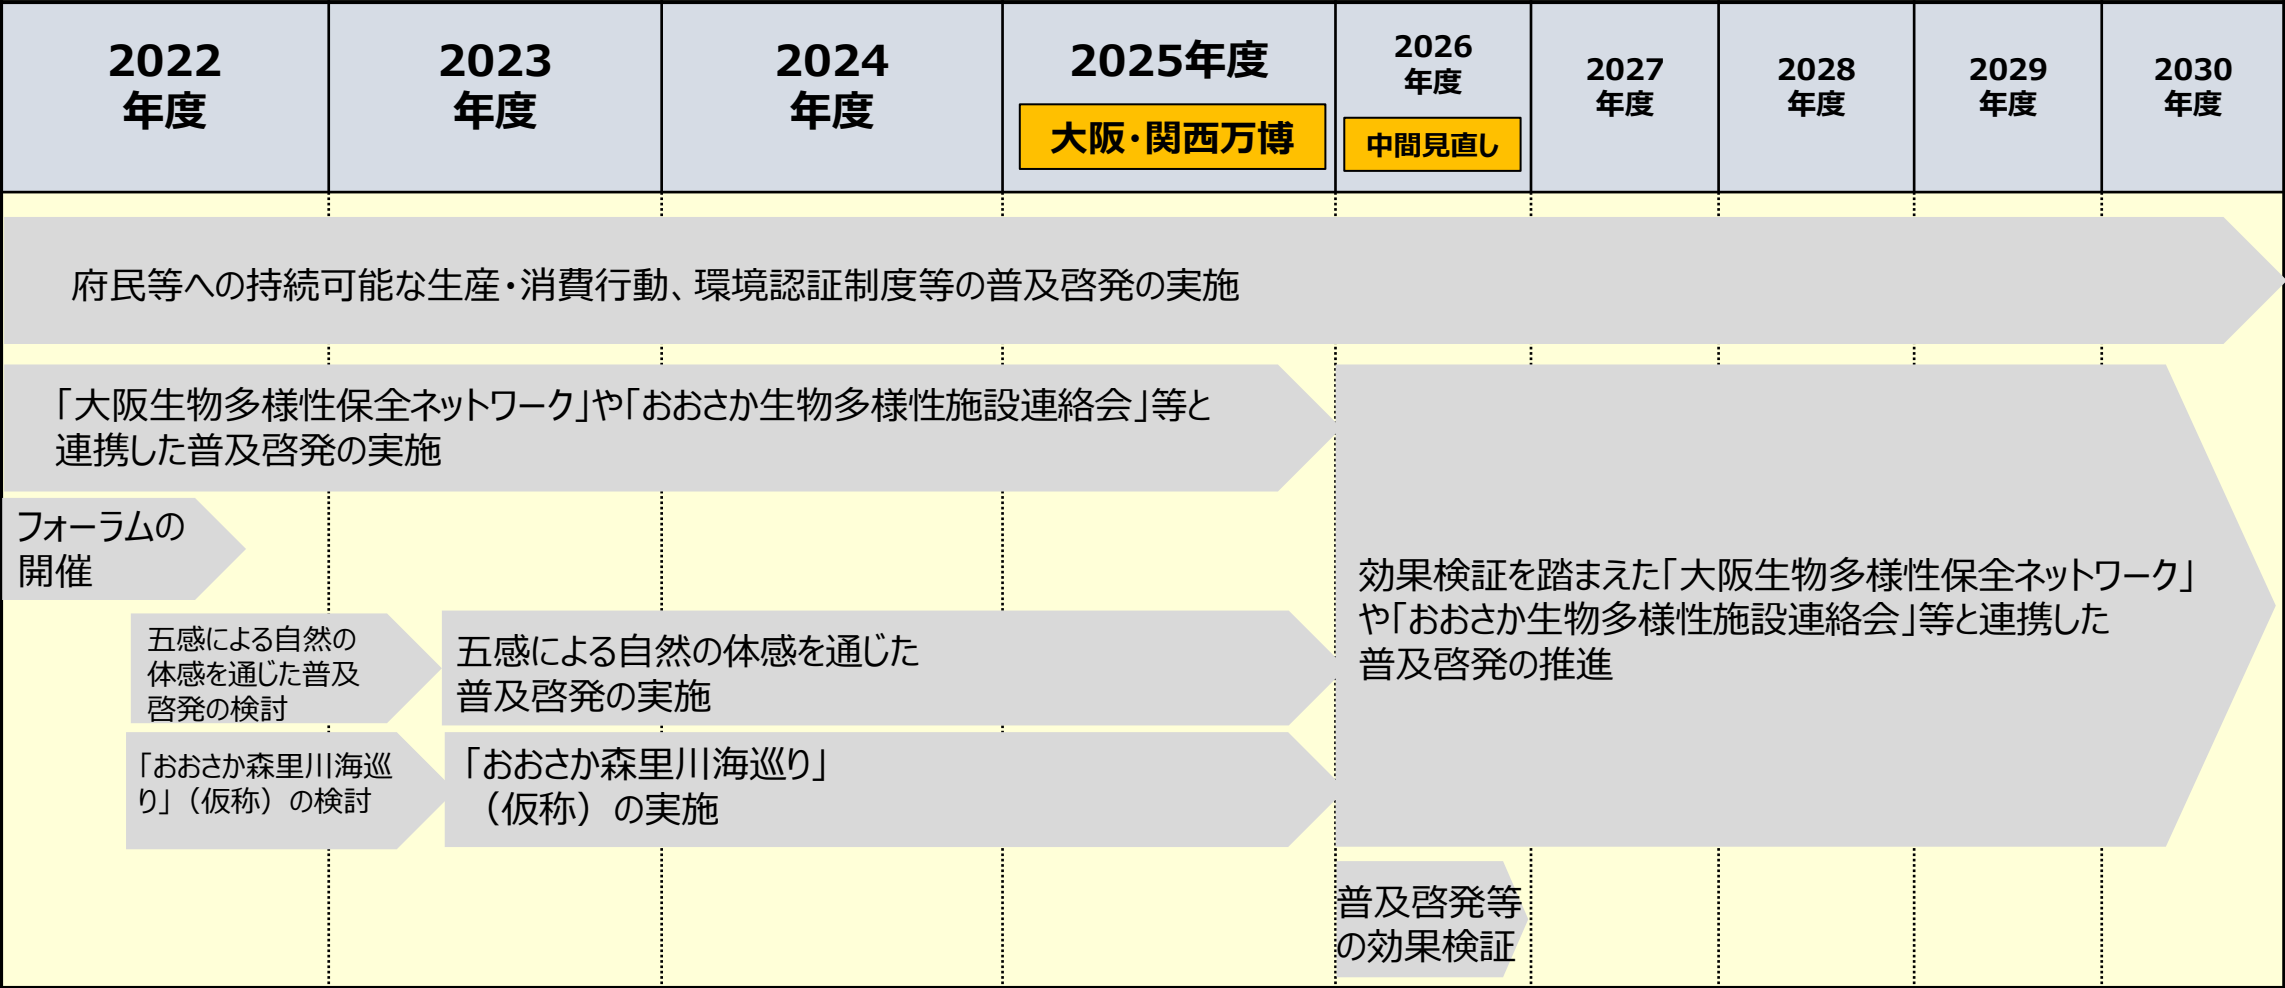 2022
年度
2023
年度
2024
年度
2025年度
大阪・関西万博
2026
年度
中間見直し
2027
年度
2028
年度
2029
年度
2030
年度
府民等への持続可能な生産・消費行動、環境認証制度等の普及啓発の実施
「大阪生物多様性保全ネットワーク」や「おおさか生物多様性施設連絡会」等と
連携した普及啓発の実施
フォーラムの
開催
五感による自然の
体感を通じた普及
啓発の検討
五感による自然の体感を通じた
普及啓発の実施
「おおさか森里川海巡
り」（仮称）の検討
「おおさか森里川海巡り」
（仮称）の実施
効果検証を踏まえた「大阪生物多様性保全ネットワーク」
や「おおさか生物多様性施設連絡会」等と連携した
普及啓発の推進
普及啓発等
の効果検証